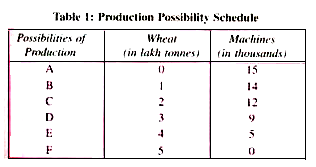 Table 1: Production Possibility Schedule
Possibilities of Production Wheat (in lakh tonnes) Machines (in thousands)
A 0 15
B 1 14
C 2 12
D 3 9
E 4 5
F 5 0